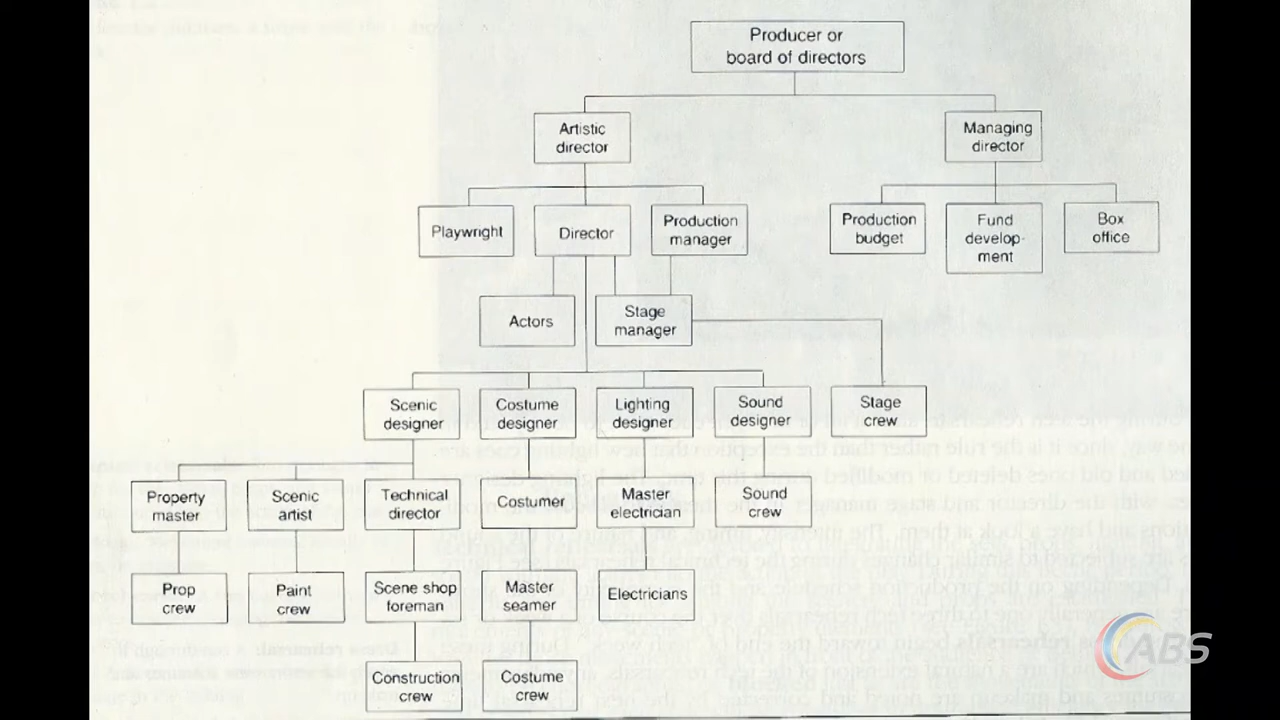 Producer or
board of directors
Artistic
director
Managing
director
Playwright
Director
Production
manager
Production
budget
Fund
develop-
ment
Box
office
Actors
Stage
manager
Scenic
designer
Costume
designer
Lighting
designer
Sound
designer
Stage
crew
Property
master
Scenic
artist
Technical
director
Costumer
Master
electrician
Sound
crew
Prop
crew
Paint
crew
Scene shop
foreman
Master
seamer
Electricians
Construction
crew
Costume
crew
ABS